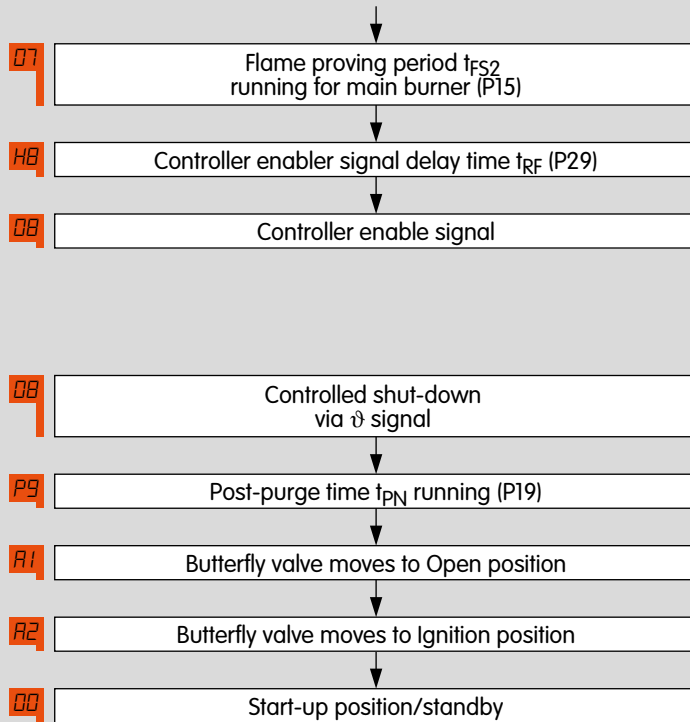 07
Flame proving period tFS2
running for main burner (P15)
H8
Controller enabler signal delay time tRF (P29)
08
Controller enable signal
08
Controlled shut-down
via ϑ signal
P9
Post-purge time tPN running (P19)
A1
Butterfly valve moves to Open position
A2
Butterfly valve moves to Ignition position
00
Start-up position/standby